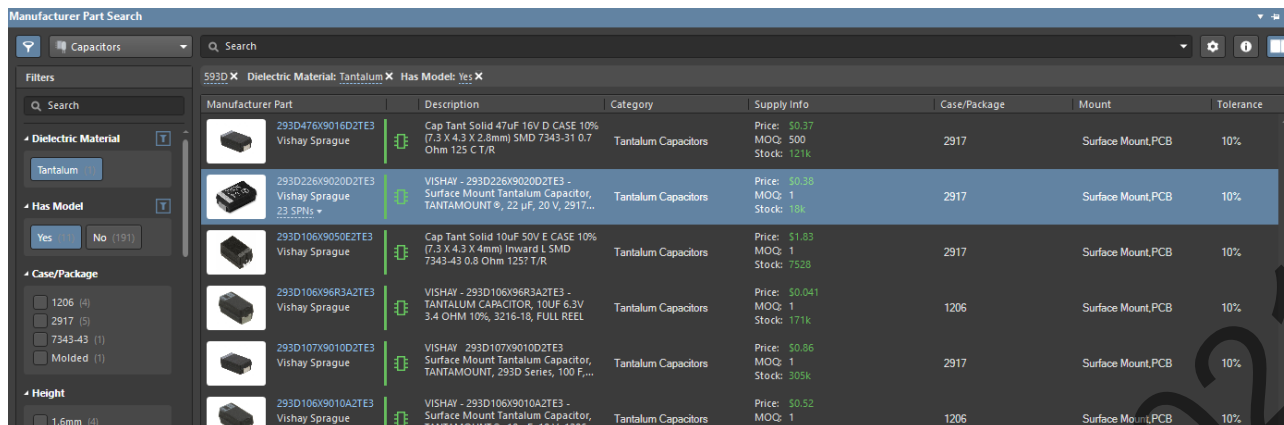 Manufacturer Part Search
Capacitors
Search
Filters
593D Dielectric Material: Tantalum Has Model: Yes
Search
Manufacturer Part Description Category Supply Info Case/Package Mount Tolerance
Dielectric Material
Tantalum
Has Model
Yes No (191)
Case/Package
1206 (4)
2917 (5)
7343-43 (1)
Molded (1)
Height
1.6mm (4)
293D476X9016D2TE3
Vishay Sprague
Cap Tant Solid 47uF 16V D CASE 10%
(7.3 X 4.3 X 2.8mm) SMD 7343-31 0.7
Ohm 125 C T/R
Tantalum Capacitors
Price: $0.37
MOQ: 500
Stock: 121k
2917
Surface Mount,PCB
10%
293D226X9020D2TE3
Vishay Sprague
23 SPNs
VISHAY - 293D226X9020D2TE3 -
Surface Mount Tantalum Capacitor,
TANTAMOUNT®, 22 µF, 20 V, 2917...
Tantalum Capacitors
Price: $0.38
MOQ: 1
Stock: 18k
2917
Surface Mount,PCB
10%
293D106X9050E2TE3
Vishay Sprague
Cap Tant Solid 10uF 50V E CASE 10%
(7.3 X 4.3 X 4mm) Inward L SMD
7343-43 0.8 Ohm 125? T/R
Tantalum Capacitors
Price: $1.83
MOQ: 1
Stock: 7528
2917
Surface Mount,PCB
10%
293D106X96R3A2TE3
Vishay Sprague
VISHAY - 293D106X96R3A2TE3 -
TANTALUM CAPACITOR, 10UF 6.3V
3.4 OHM 10%, 3216-18, FULL REEL
Tantalum Capacitors
Price: $0.041
MOQ: 1
Stock: 171k
1206
Surface Mount,PCB
10%
293D107X9010D2TE3
Vishay Sprague
VISHAY 293D107X9010D2TE3
Surface Mount Tantalum Capacitor,
TANTAMOUNT, 293D Series, 100 F,...
Tantalum Capacitors
Price: $0.86
MOQ: 1
Stock: 305k
2917
Surface Mount,PCB
10%
293D106X9010A2TE3
Vishay Sprague
VISHAY - 293D106X9010A2TE3 -
Surface Mount Tantalum Capacitor,
Tantalum Capacitors
Price: $0.52
MOQ: 1
1206
Surface Mount,PCB
10%